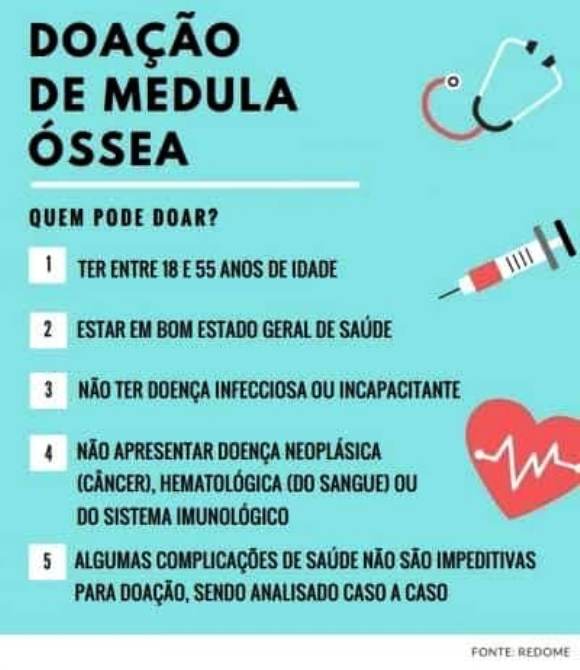 DOAÇÃO
DE MEDULA
ÓSSEA
QUEM PODE DOAR?
1 TER ENTRE 18 E 55 ANOS DE IDADE
2 ESTAR EM BOM ESTADO GERAL DE SAÚDE
3 NÃO TER DOENÇA INFECCIOSA OU INCAPACITANTE
4 NÃO APRESENTAR DOENÇA NEOPLÁSICA
(CÂNCER), HEMATOLÓGICA (DO SANGUE) OU
DO SISTEMA IMUNOLÓGICO
5 ALGUMAS COMPLICAÇÕES DE SAÚDE NÃO SÃO IMPEDITIVAS
PARA DOAÇÃO, SENDO ANALISADO CASO A CASO
FONTE: REDOME